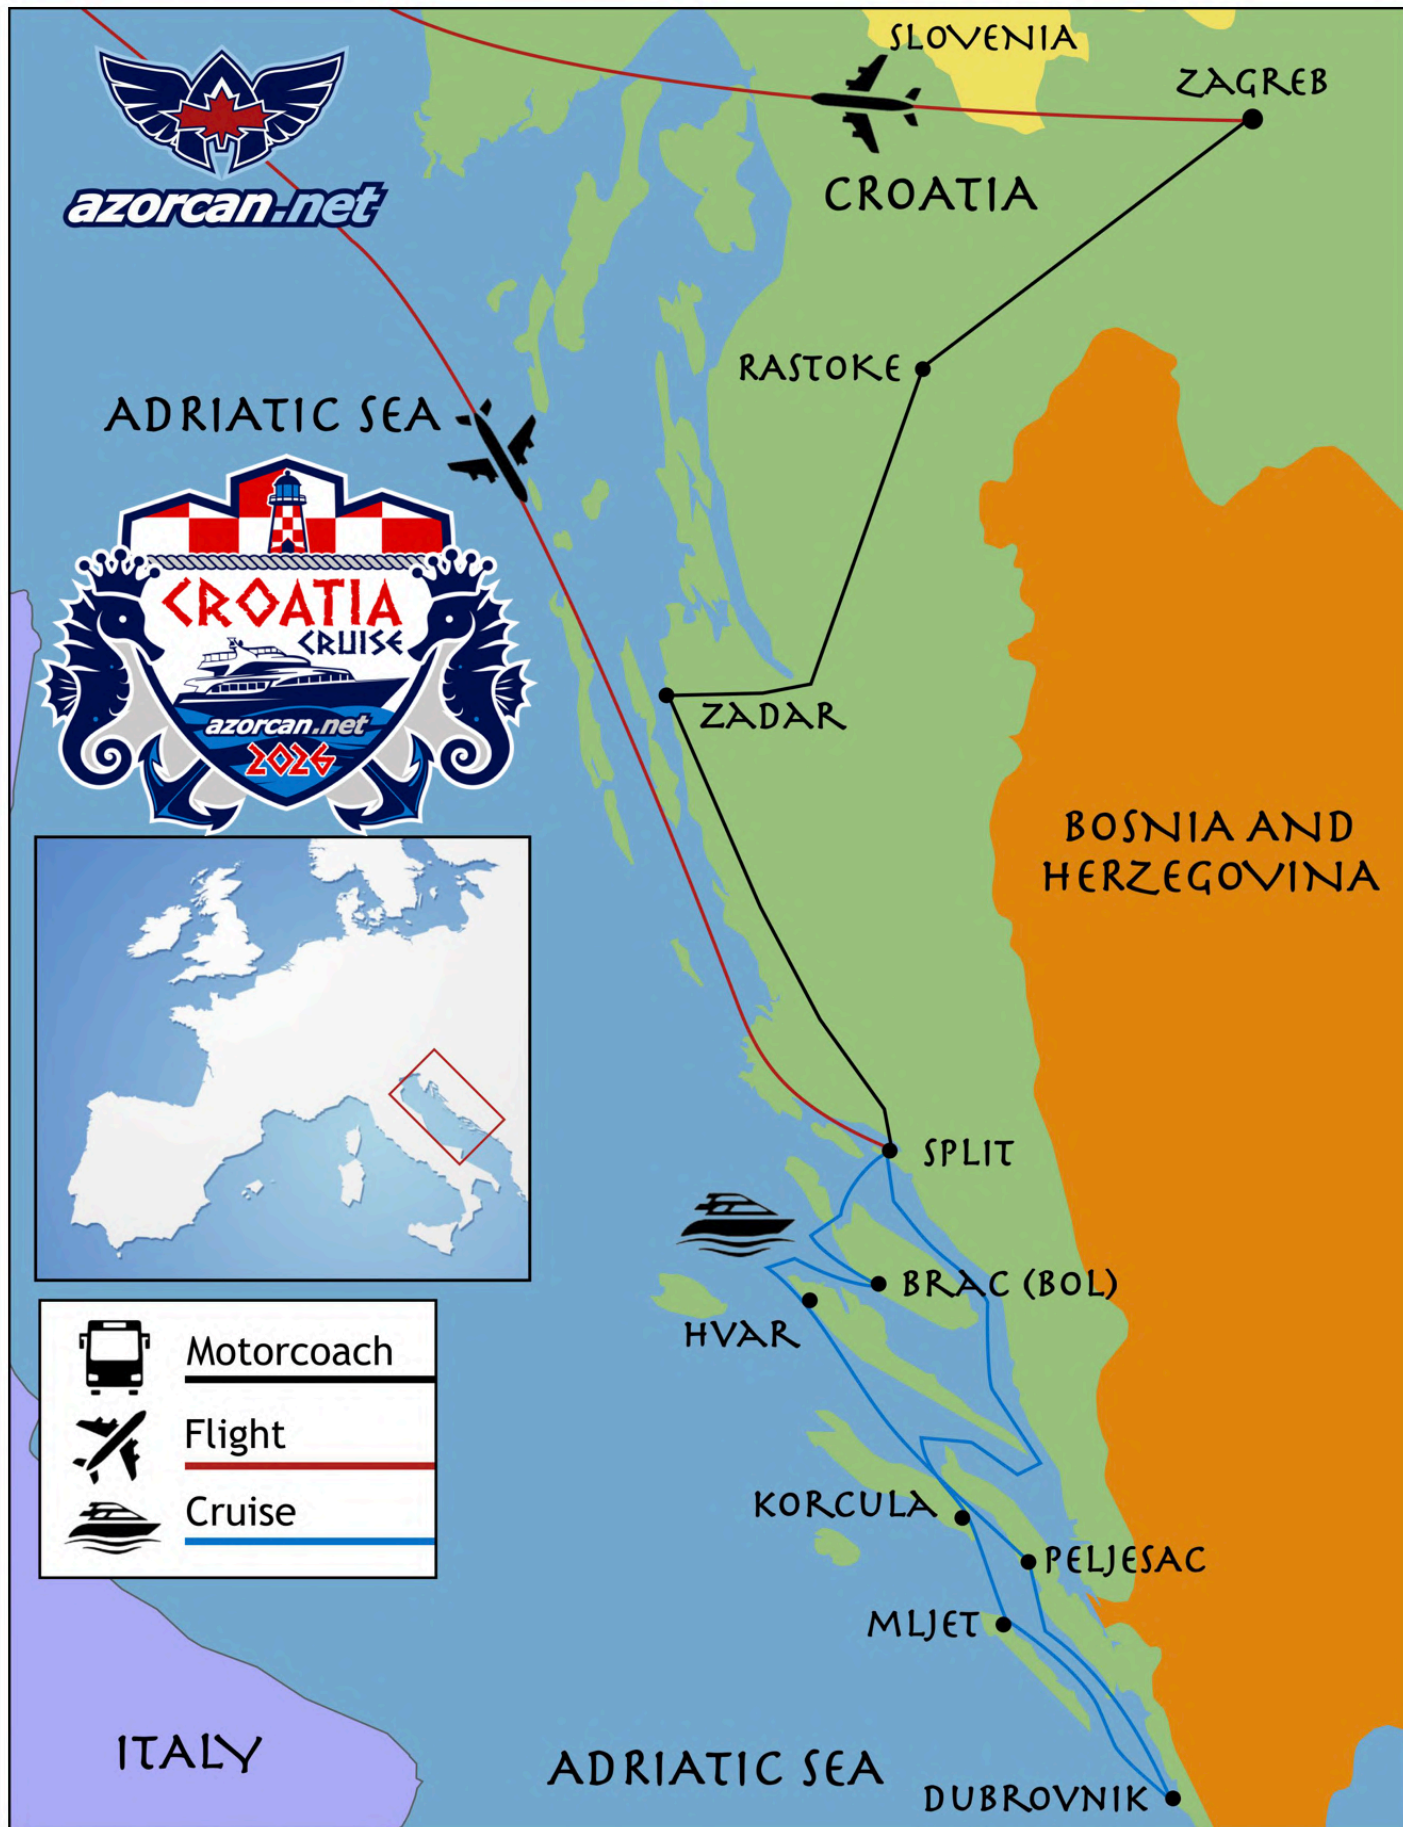 SLOVENIA
ZAGREB
azorcan.net
CROATIA
RASTOKE
ADRIATIC SEA
CROATIA
CRUISE
azorcan.net
2026
ZADAR
BOSNIA AND
HERZEGOVINA
SPLIT
BRAC (BOL)
HVAR
Motorcoach
Flight
Cruise
KORCULA
PELJESAC
MLJET
ITALY
ADRIATIC SEA
DUBROVNIK